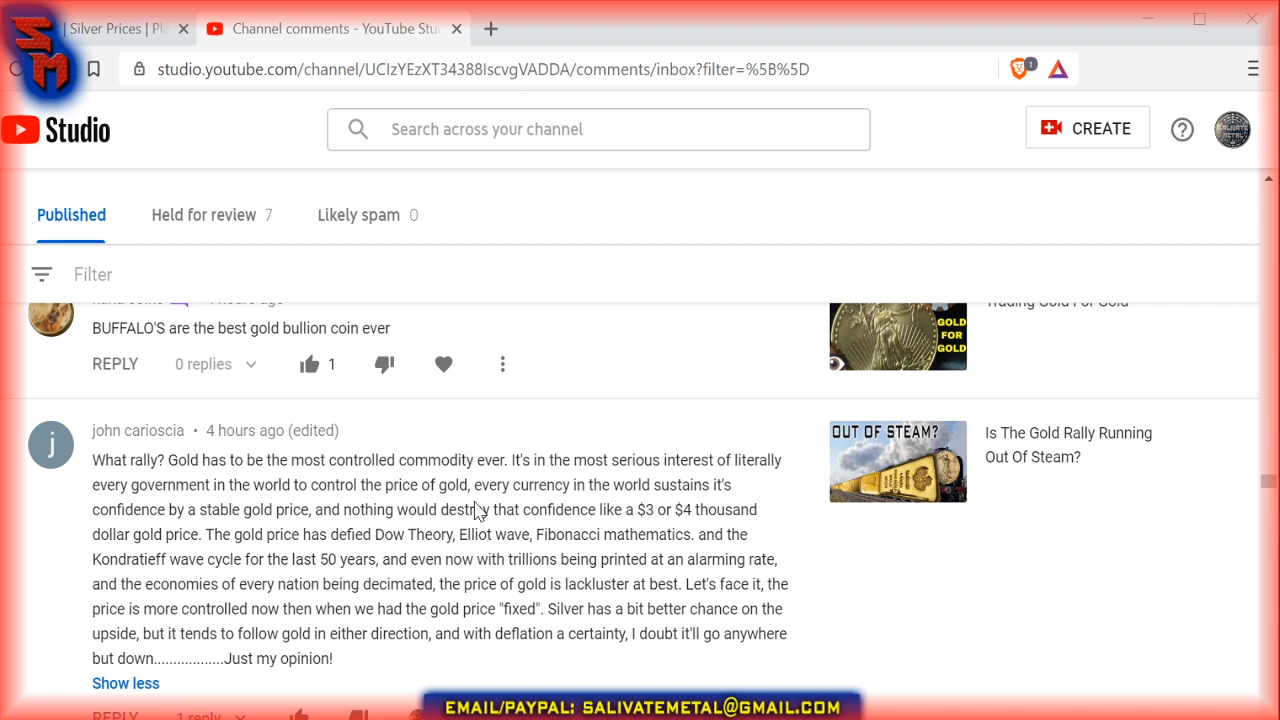 SM
| Silver Prices | Pla
Channel comments - YouTube Stu
studio.youtube.com/channel/UCIzYEzXT34388IscvgVADDA/comments/inbox?filter=%5B%5D
1
Studio
Search across your channel
CREATE
Published
Held for review 7
Likely spam 0
Filter
BUFFALO'S are the best gold bullion coin ever
REPLY
0 replies
1
GOLD
FOR
GOLD
Trading Gold For Gold
john carioscia • 4 hours ago (edited)
What rally? Gold has to be the most controlled commodity ever. It's in the most serious interest of literally
every government in the world to control the price of gold, every currency in the world sustains it's
confidence by a stable gold price, and nothing would destroy that confidence like a $3 or $4 thousand
dollar gold price. The gold price has defied Dow Theory, Elliot wave, Fibonacci mathematics. and the
Kondratieff wave cycle for the last 50 years, and even now with trillions being printed at an alarming rate,
and the economies of every nation being decimated, the price of gold is lackluster at best. Let's face it, the
price is more controlled now then when we had the gold price "fixed". Silver has a bit better chance on the
upside, but it tends to follow gold in either direction, and with deflation a certainty, I doubt it'll go anywhere
but down..................Just my opinion!
Show less
OUT OF STEAM?
Is The Gold Rally Running
Out Of Steam?
REPLY
1 reply
EMAIL/PAYPAL: SALIVATEMETAL@GMAIL.COM